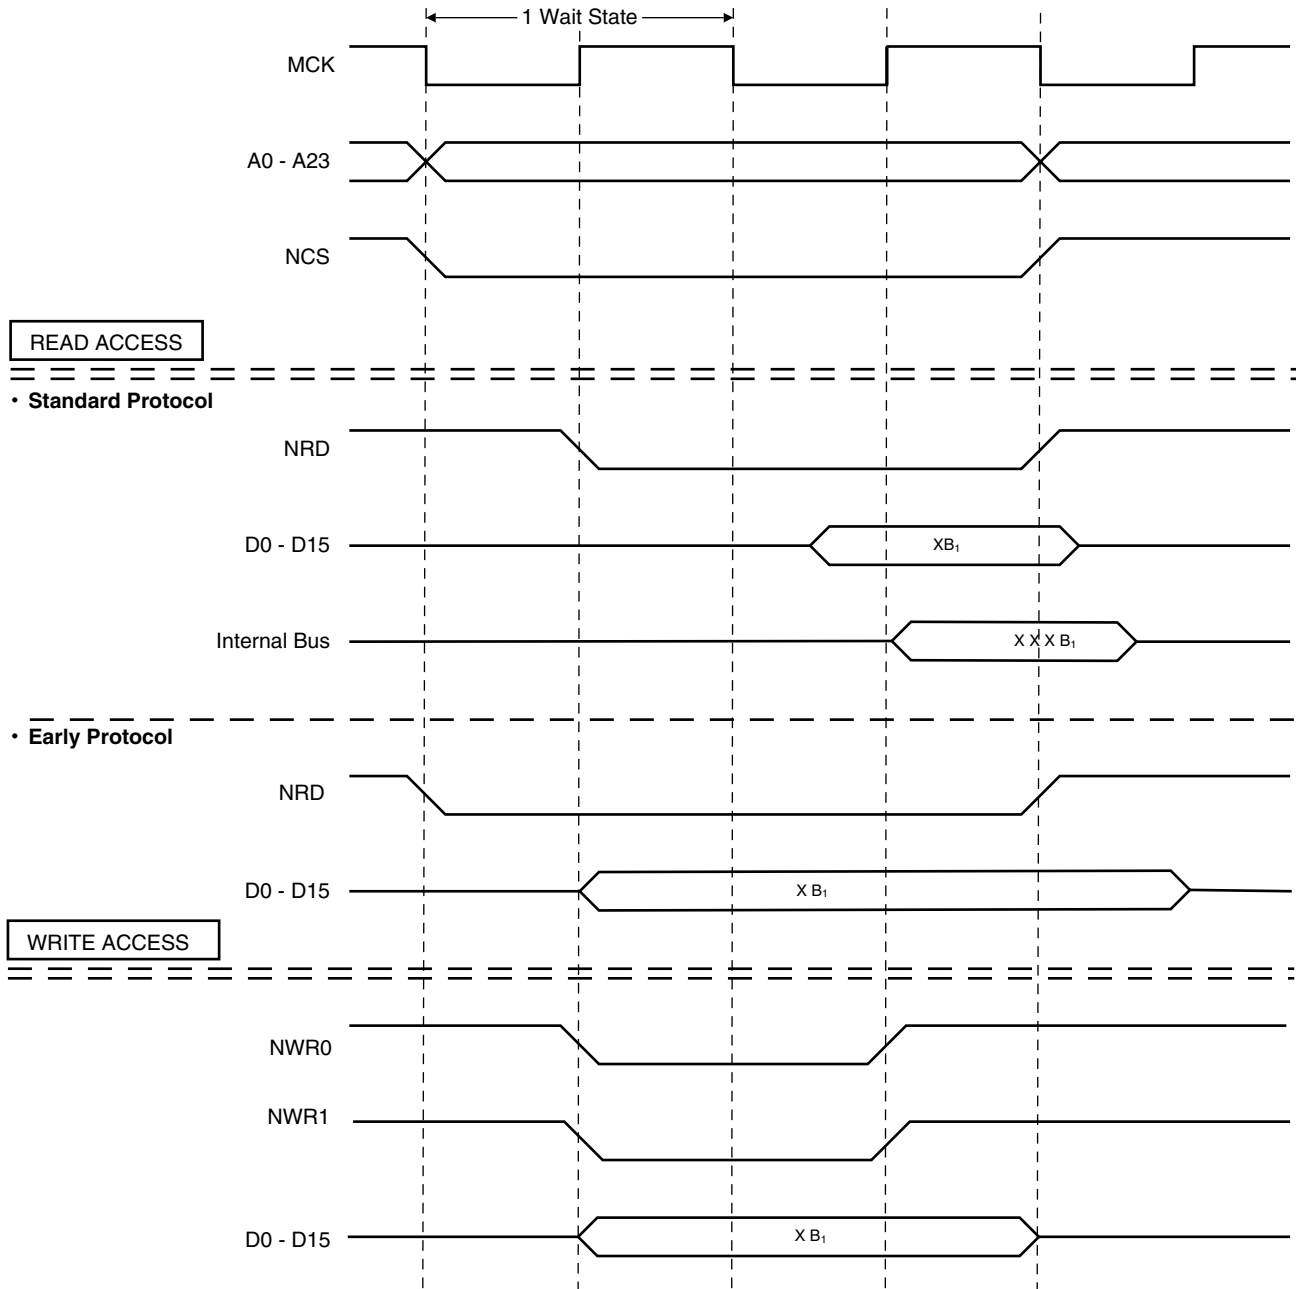 1 Wait State
MCK
A0 - A23
NCS
READ ACCESS
• Standard Protocol
NRD
D0 - D15
XB₁
Internal Bus
X X X B₁
• Early Protocol
NRD
D0 - D15
X B₁
WRITE ACCESS
NWR0
NWR1
D0 - D15
X B₁